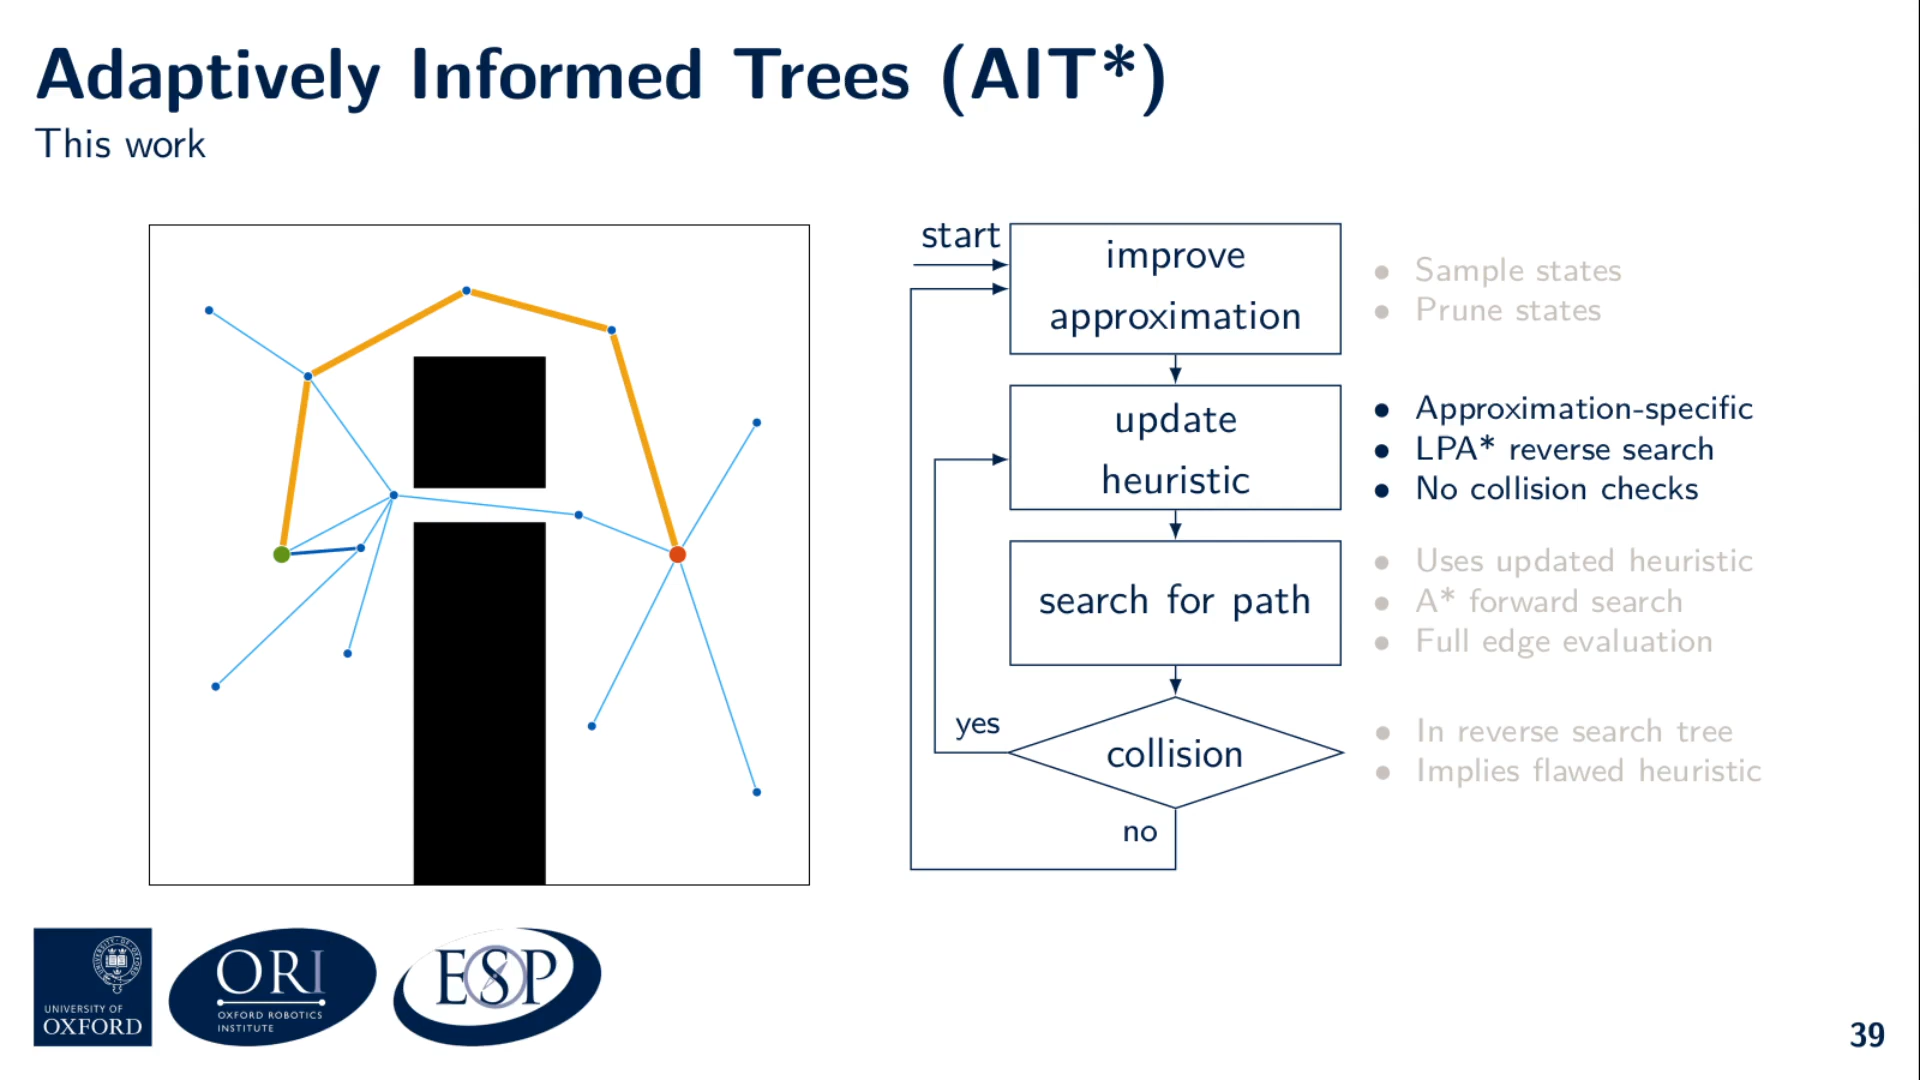 Adaptively Informed Trees (AIT*)
This work
start
improve
approximation
• Sample states
• Prune states
update
heuristic
• Approximation-specific
• LPA* reverse search
• No collision checks
search for path
• Uses updated heuristic
• A* forward search
• Full edge evaluation
yes
collision
• In reverse search tree
• Implies flawed heuristic
no
UNIVERSITY OF
OXFORD
ORI
OXFORD ROBOTICS
INSTITUTE
ESP
39